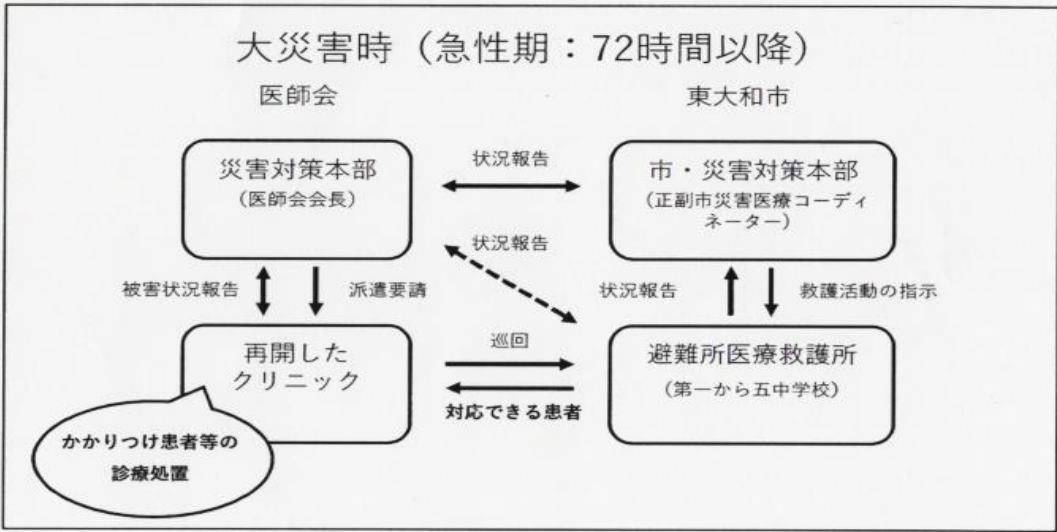 大災害時（急性期：72時間以降）
医師会
東大和市
災害対策本部
（医師会会長）
状況報告
市・災害対策本部
（正副市災害医療コーディ
ネーター）
状況報告
被害状況報告
派遣要請
状況報告
救護活動の指示
再開した
クリニック
巡回
対応できる患者
避難所医療救護所
（第一から五中学校）
かかりつけ患者等の
診療処置